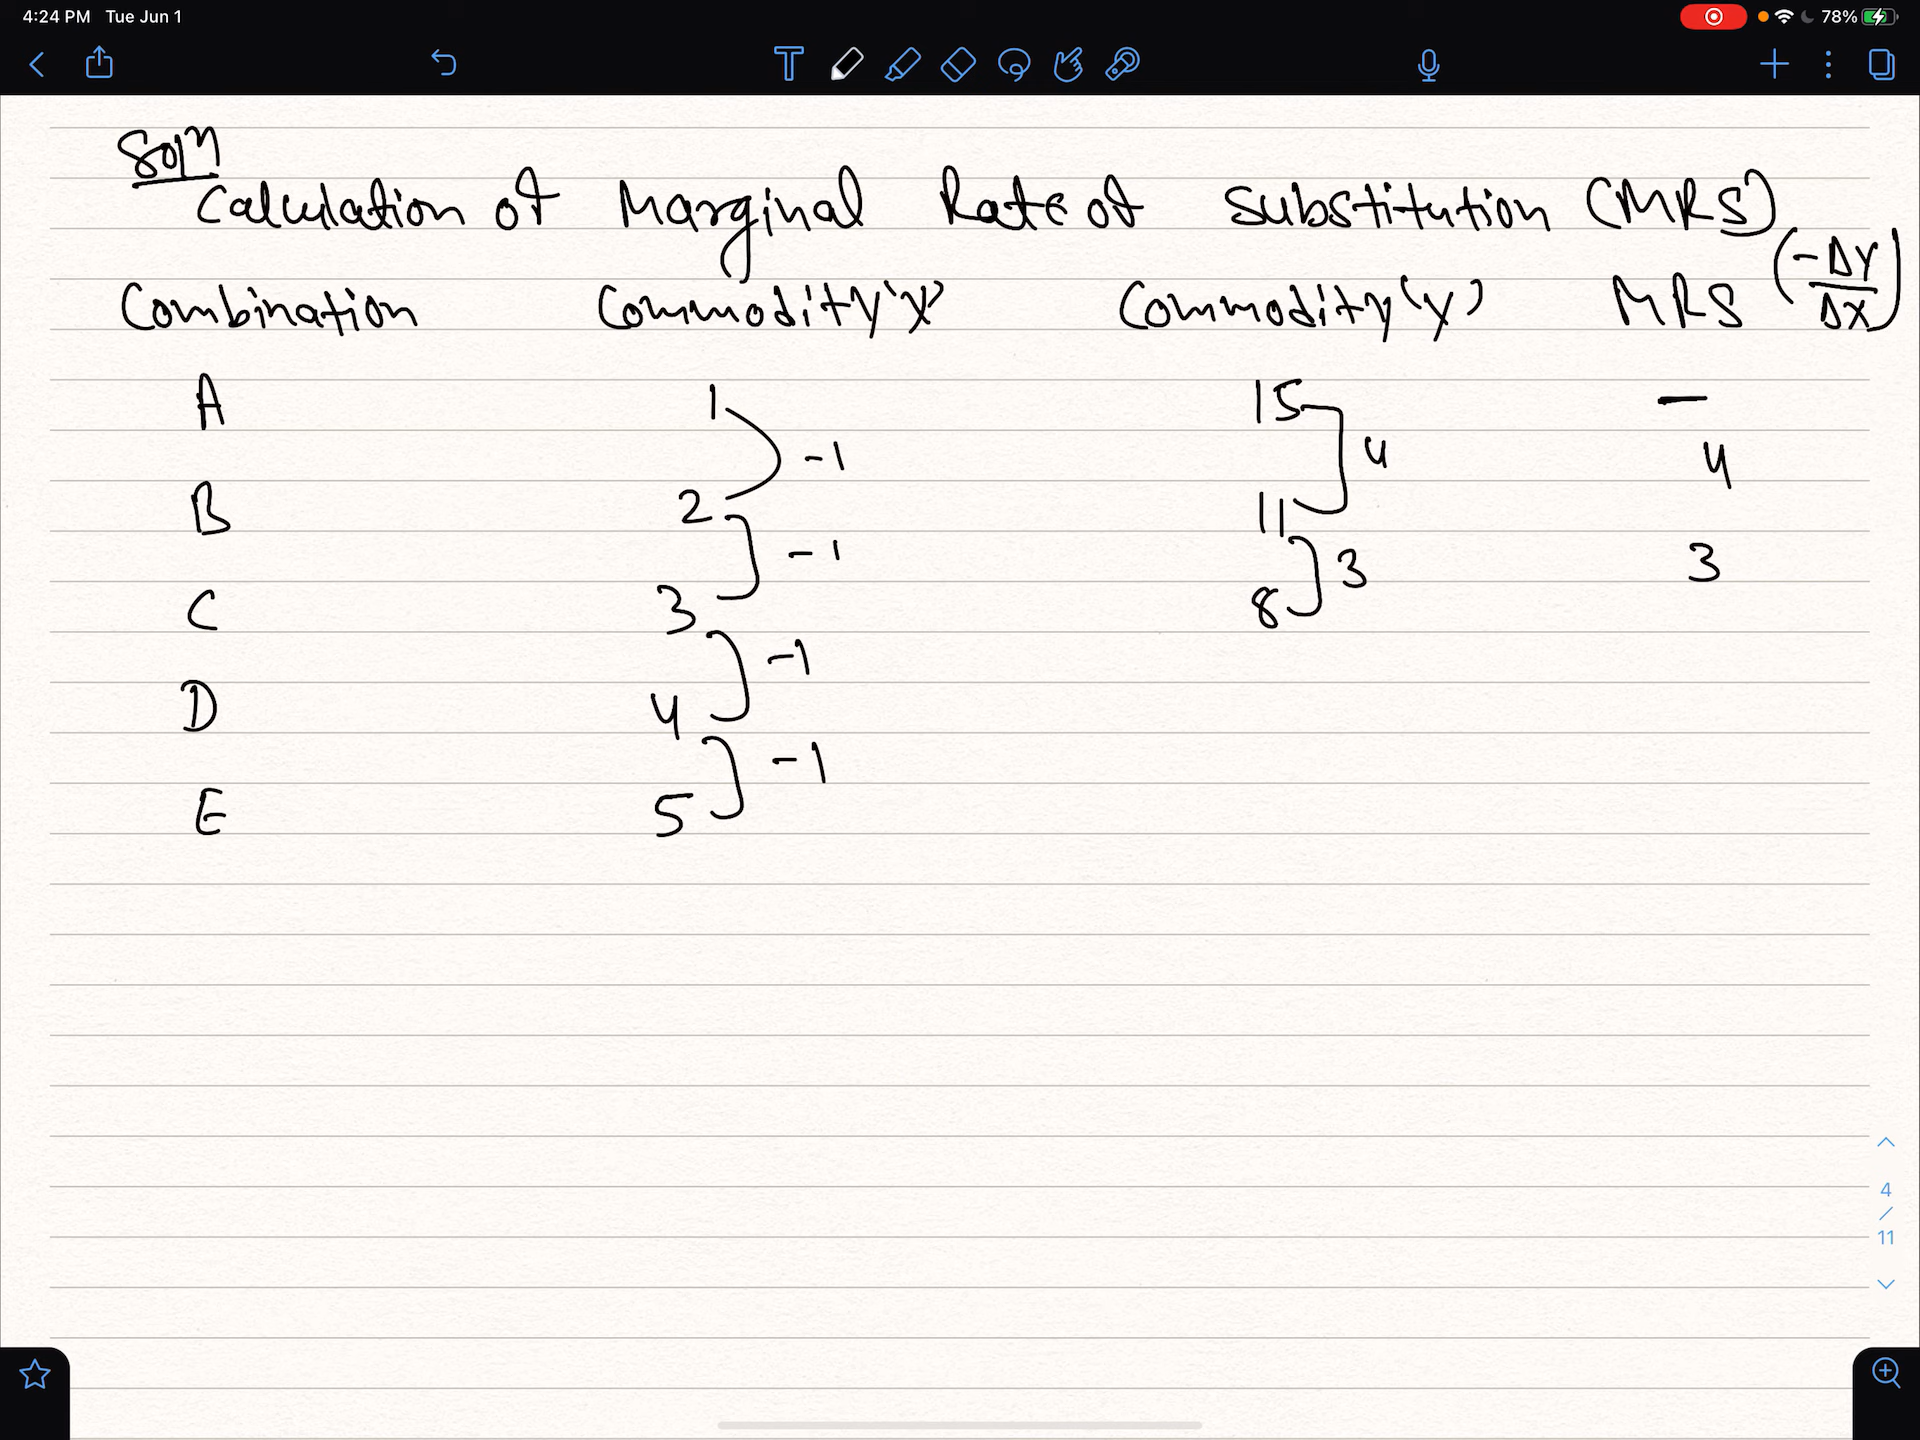 4:24 PM Tue Jun 1
78%
Soln
Calculation of Marginal Rate of Substitution (MRS)
Combination Commodity 'X' Commodity 'Y' MRS (-ΔY/ΔX)
A 1 15 —
-1 4 4
B 2 11
-1 3 3
C 3 8
-1
D 4
-1
E 5
4
/
11